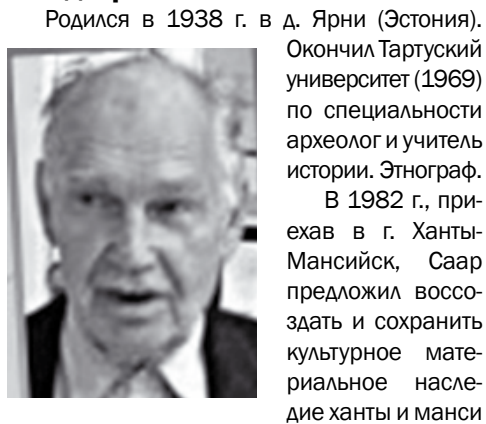 Родился в 1938 г. в д. Ярни (Эстония).
Окончил Тартуский
университет (1969)
по специальности
археолог и учитель
истории. Этнограф.
В 1982 г., при-
ехав в г. Ханты-
Мансийск, Саар
предложил воссо-
здать и сохранить
культурное мате-
риальное насле-
дие ханты и манси